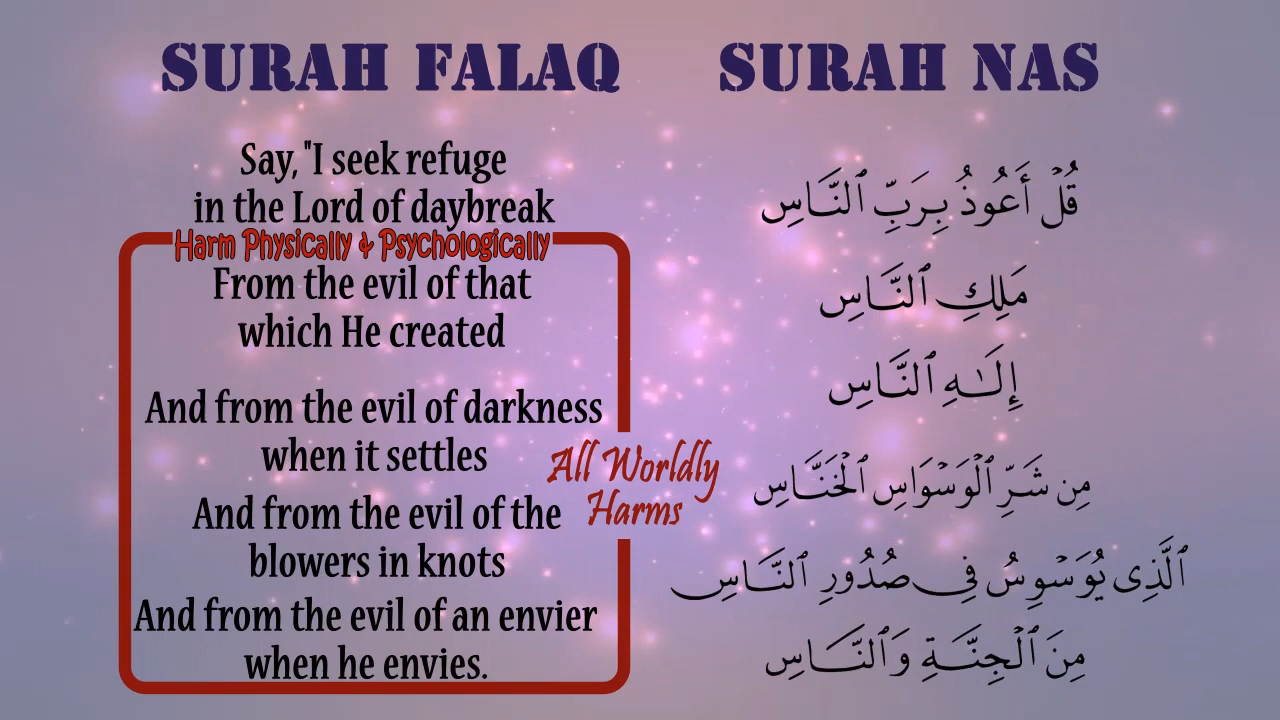 SURAH FALAQ
Say, "I seek refuge
in the Lord of daybreak
Harm Physically & Psychologically
From the evil of that
which He created
And from the evil of darkness
when it settles
And from the evil of the
blowers in knots
And from the evil of an envier
when he envies.
All Worldly
Harms
SURAH NAS
قُلْ أَعُوذُ بِرَبِّ ٱلنَّاسِ
مَلِكِ ٱلنَّاسِ
إِلَـٰهِ ٱلنَّاسِ
مِن شَرِّ ٱلْوَسْوَاسِ ٱلْخَنَّاسِ
ٱلَّذِى يُوَسْوِسُ فِى صُدُورِ ٱلنَّاسِ
مِنَ ٱلْجِنَّةِ وَٱلنَّاسِ